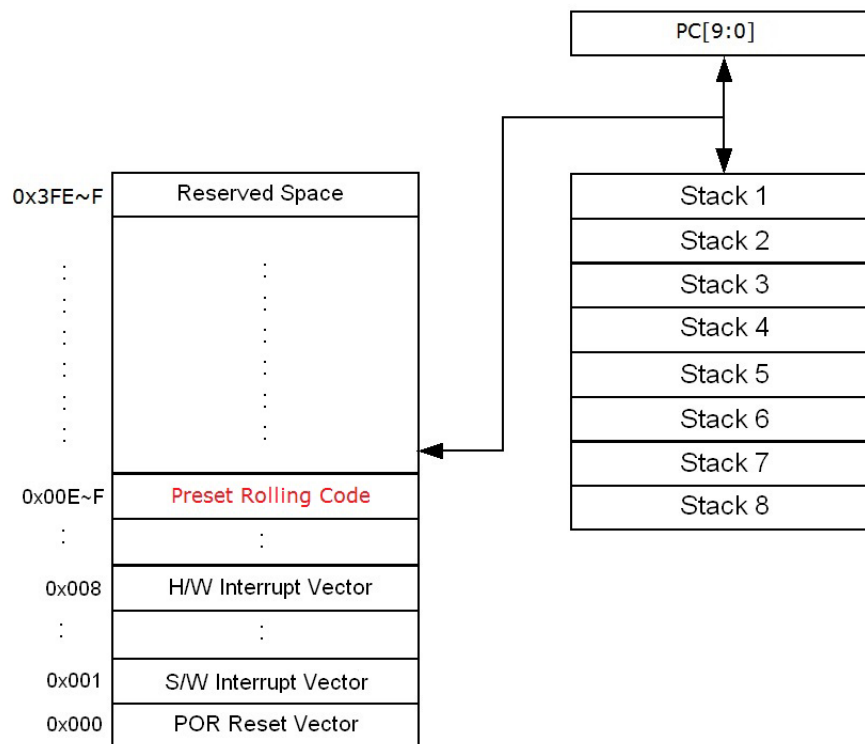 PC[9:0]
0x3FE~F Reserved Space
Stack 1
Stack 2
Stack 3
Stack 4
Stack 5
Stack 6
Stack 7
Stack 8
0x00E~F Preset Rolling Code
0x008 H/W Interrupt Vector
0x001 S/W Interrupt Vector
0x000 POR Reset Vector